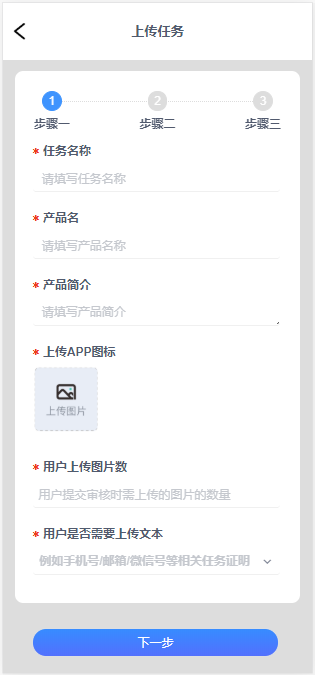 上传任务
1 2 3
步骤一 步骤二 步骤三
* 任务名称
请填写任务名称
* 产品名
请填写产品名称
* 产品简介
请填写产品简介
* 上传APP图标
上传图片
* 用户上传图片数
用户提交审核时需上传的图片的数量
* 用户是否需要上传文本
例如手机号/邮箱/微信号等相关任务证明
下一步